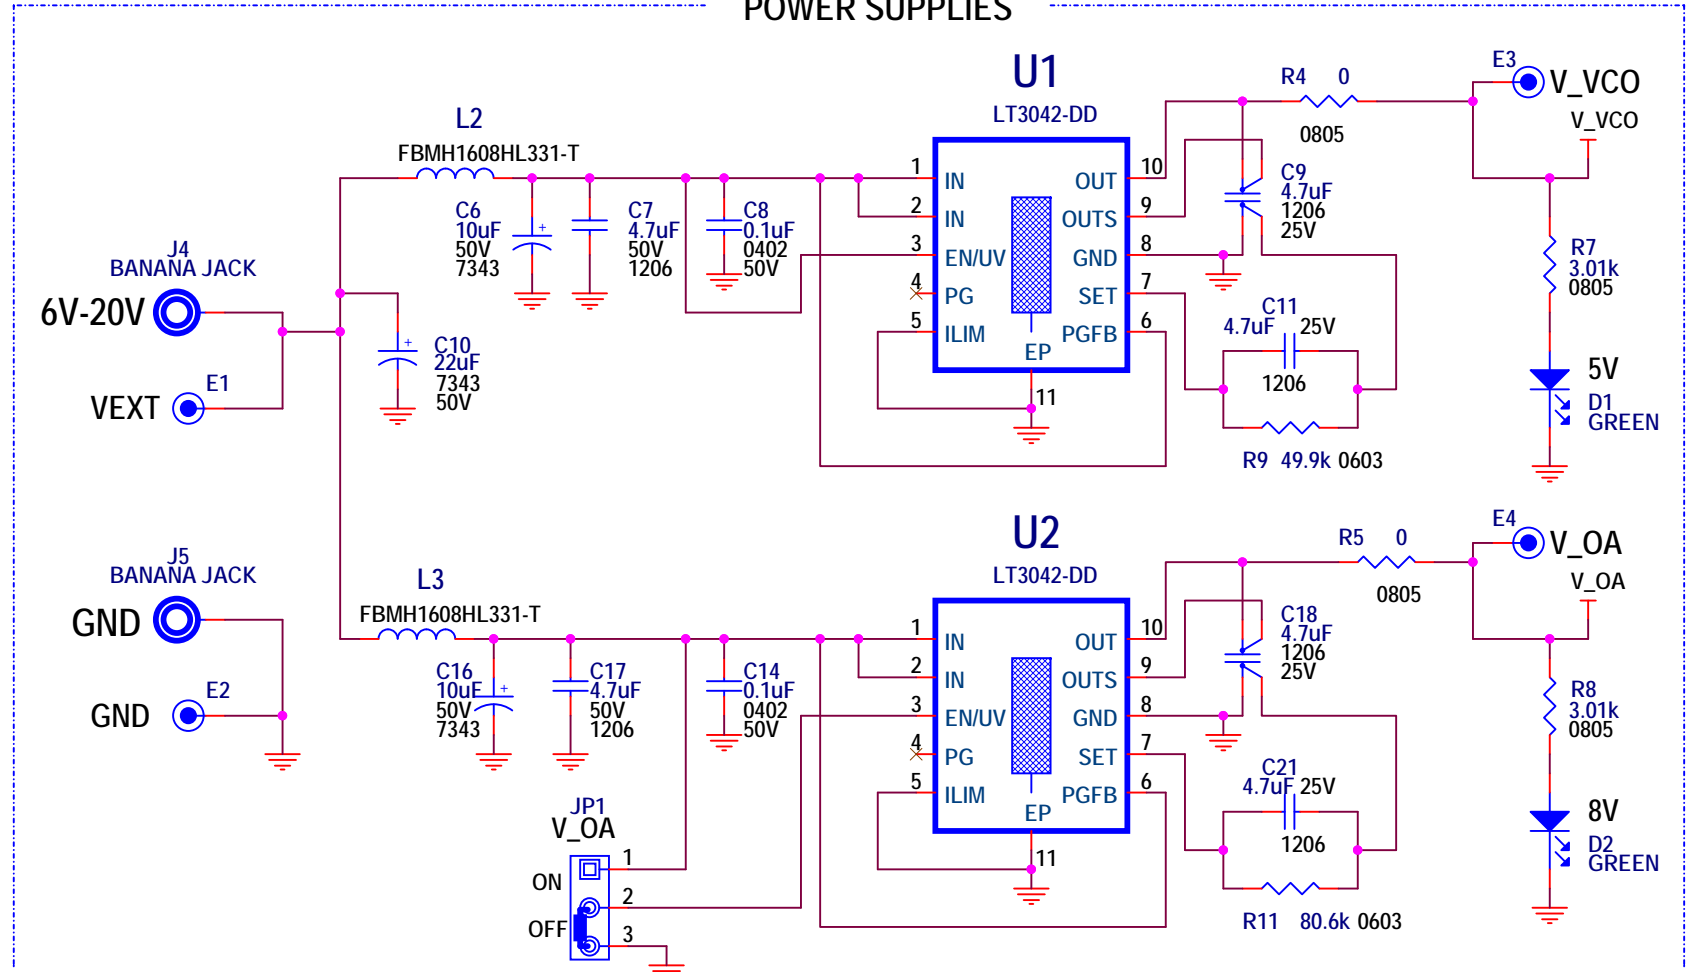 POWER SUPPLIES
U1
LT3042-DD
L2
FBMH1608HL331-T
R4 0
0805
E3
V_VCO
V_VCO
1
IN
OUT
10
2
IN
OUTS
9
3
EN/UV
GND
8
4
PG
SET
7
5
ILIM
PGFB
6
EP
11
C6
10uF
50V
7343
+
C7
4.7uF
50V
1206
C8
0.1uF
0402
50V
C9
4.7uF
1206
25V
R7
3.01k
0805
J4
BANANA JACK
6V-20V
C10
22uF
7343
50V
+
E1
VEXT
C11
4.7uF 25V
1206
R9 49.9k 0603
5V
D1
GREEN
U2
LT3042-DD
J5
BANANA JACK
GND
E2
GND
L3
FBMH1608HL331-T
R5 0
0805
E4
V_OA
V_OA
1
IN
OUT
10
2
IN
OUTS
9
3
EN/UV
GND
8
4
PG
SET
7
5
ILIM
PGFB
6
EP
11
C16
10uF
50V
7343
+
C17
4.7uF
50V
1206
C14
0.1uF
0402
50V
C18
4.7uF
1206
25V
R8
3.01k
0805
C21
4.7uF 25V
1206
R11 80.6k 0603
8V
D2
GREEN
JP1
V_OA
1
ON
2
OFF
3